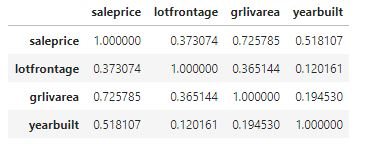 saleprice lotfrontage grlivarea yearbuilt
saleprice 1.000000 0.373074 0.725785 0.518107
lotfrontage 0.373074 1.000000 0.365144 0.120161
grlivarea 0.725785 0.365144 1.000000 0.194530
yearbuilt 0.518107 0.120161 0.194530 1.000000